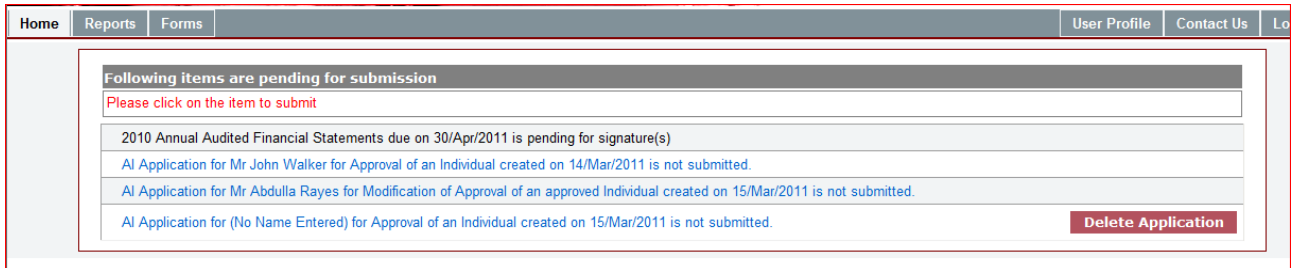 Home Reports Forms User Profile Contact Us Lo
Following items are pending for submission
Please click on the item to submit
2010 Annual Audited Financial Statements due on 30/Apr/2011 is pending for signature(s)
AI Application for Mr John Walker for Approval of an Individual created on 14/Mar/2011 is not submitted.
AI Application for Mr Abdulla Rayes for Modification of Approval of an approved Individual created on 15/Mar/2011 is not submitted.
AI Application for (No Name Entered) for Approval of an Individual created on 15/Mar/2011 is not submitted. Delete Application